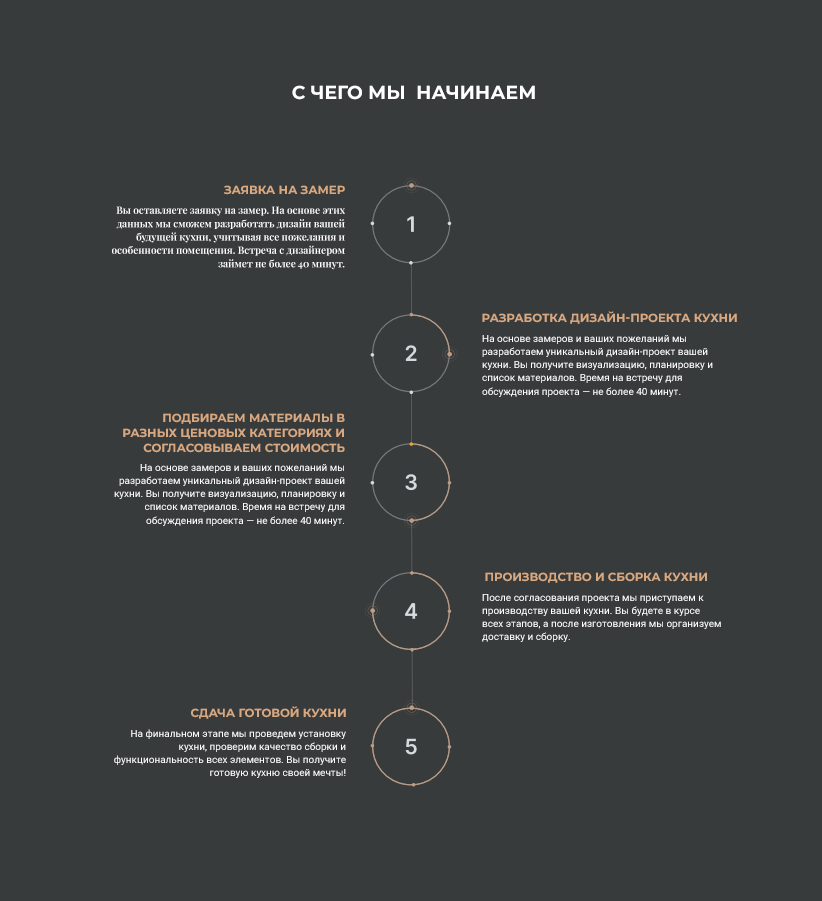 С ЧЕГО МЫ НАЧИНАЕМ
ЗАЯВКА НА ЗАМЕР
Вы оставляете заявку на замер. На основе этих
данных мы сможем разработать дизайн вашей
будущей кухни, учитывая все пожелания и
особенности помещения. Встреча с дизайнером
займет не более 40 минут.
1
РАЗРАБОТКА ДИЗАЙН-ПРОЕКТА КУХНИ
На основе замеров и ваших пожеланий мы
разработаем уникальный дизайн-проект вашей
кухни. Вы получите визуализацию, планировку и
список материалов. Время на встречу для
обсуждения проекта — не более 40 минут.
2
ПОДБИРАЕМ МАТЕРИАЛЫ В
РАЗНЫХ ЦЕНОВЫХ КАТЕГОРИЯХ И
СОГЛАСОВЫВАЕМ СТОИМОСТЬ
На основе замеров и ваших пожеланий мы
разработаем уникальный дизайн-проект вашей
кухни. Вы получите визуализацию, планировку и
список материалов. Время на встречу для
обсуждения проекта — не более 40 минут.
3
ПРОИЗВОДСТВО И СБОРКА КУХНИ
После согласования проекта мы приступаем к
производству вашей кухни. Вы будете в курсе
всех этапов, а после изготовления мы организуем
доставку и сборку.
4
СДАЧА ГОТОВОЙ КУХНИ
На финальном этапе мы проведем установку
кухни, проверим качество сборки и
функциональность всех элементов. Вы получите
готовую кухню своей мечты!
5